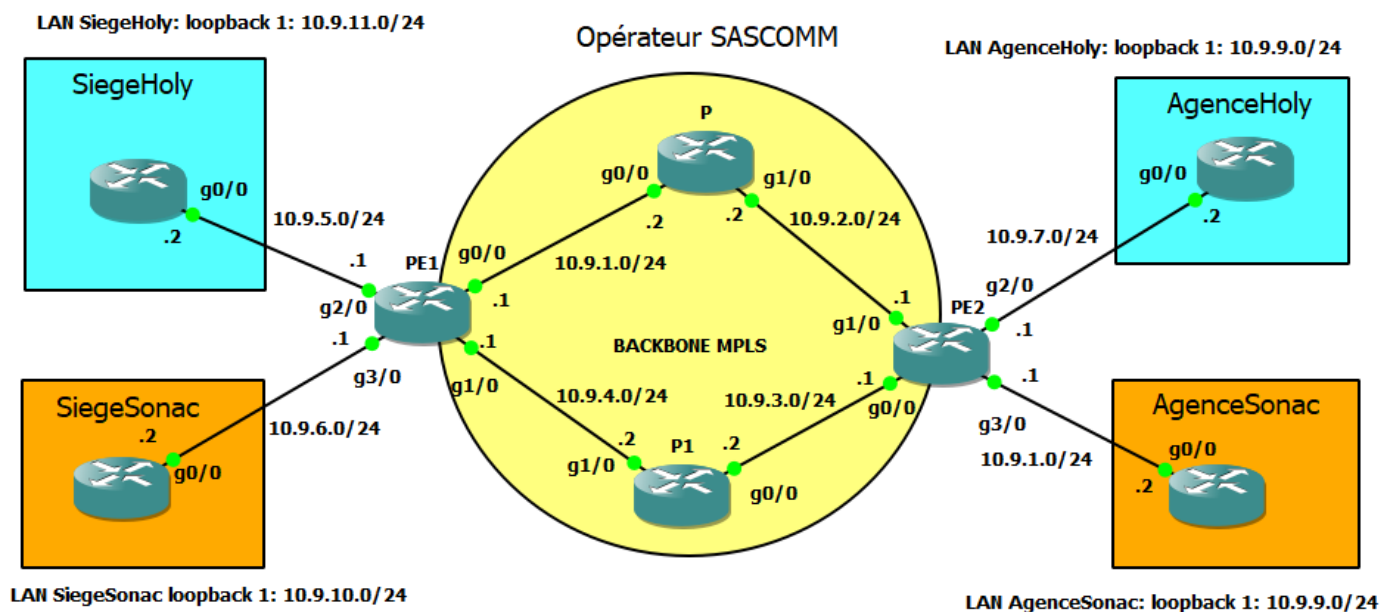 LAN SiegeHoly: loopback 1: 10.9.11.0/24
Opérateur SASCOMM
LAN AgenceHoly: loopback 1: 10.9.9.0/24
SiegeHoly
g0/0
.2
10.9.5.0/24
.1
g2/0
PE1
P
g0/0
.2
g1/0
.2
10.9.2.0/24
g0/0
.1
10.9.1.0/24
AgenceHoly
g0/0
.2
10.9.7.0/24
g2/0
.1
PE2
.1
g1/0
BACKBONE MPLS
SiegeSonac
.2
g0/0
10.9.6.0/24
.1
g3/0
.1
g1/0
10.9.4.0/24
.2
g1/0
P1
.2
g0/0
10.9.3.0/24
.1
g0/0
.1
g3/0
10.9.1.0/24
AgenceSonac
g0/0
.2
LAN SiegeSonac loopback 1: 10.9.10.0/24
LAN AgenceSonac: loopback 1: 10.9.9.0/24